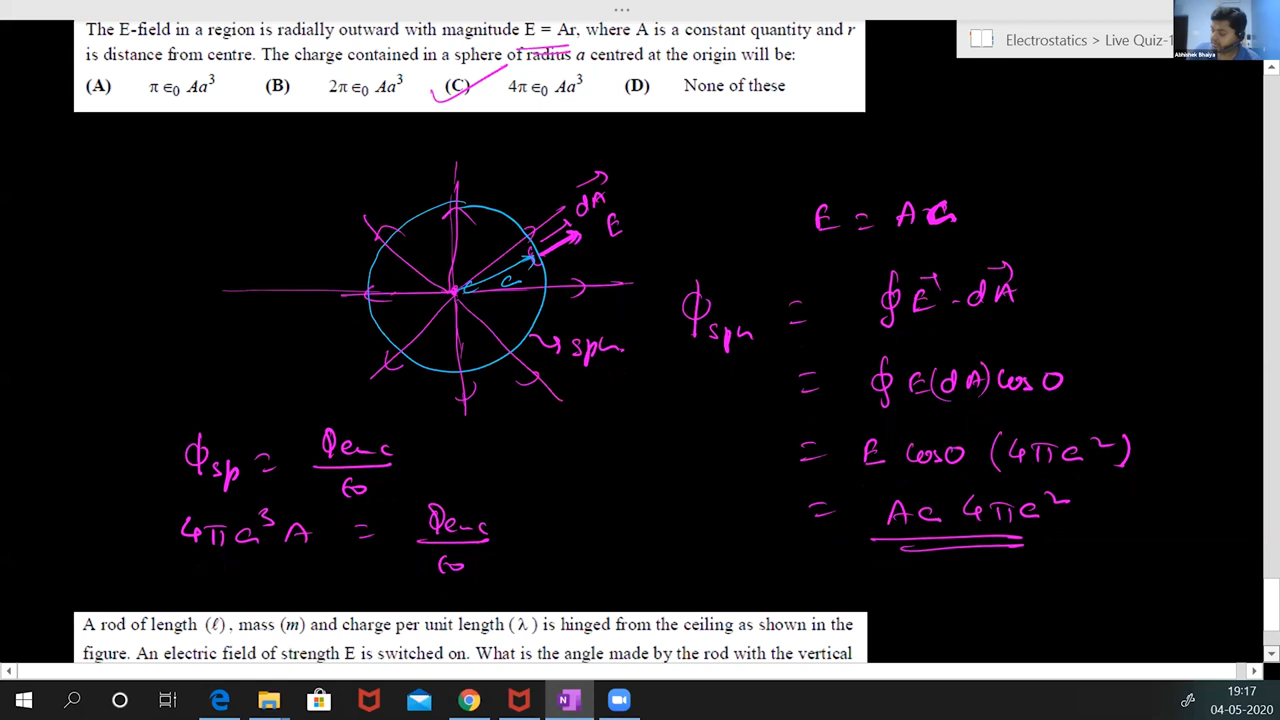 The E-field in a region is radially outward with magnitude E = Ar, where A is a constant quantity and r
is distance from centre. The charge contained in a sphere of radius a centred at the origin will be:
(A) π∈₀ Aa³ (B) 2π∈₀ Aa³ (C) 4π∈₀ Aa³ (D) None of these
Electrostatics > Live Quiz-1
Abhishek Bhaiya
dA
E
a
sph.
E = Aa
ϕsph = ∮ E · dA
= ∮ E(dA) cos 0
= E cos 0 (4πa²)
= Aa 4πa²
ϕsp = qenc / ε₀
4πa³ A = qenc / ε₀
A rod of length (ℓ), mass (m) and charge per unit length (λ) is hinged from the ceiling as shown in the
figure. An electric field of strength E is switched on. What is the angle made by the rod with the vertical
19:17
04-05-2020